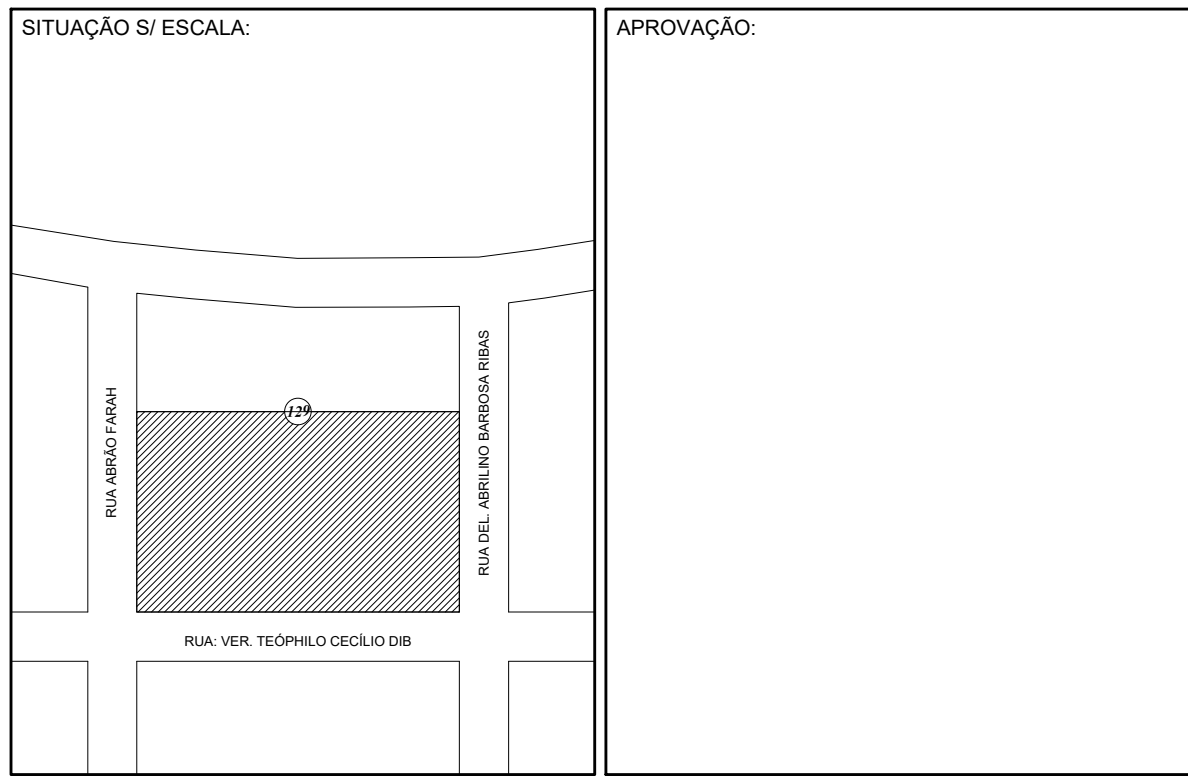 SITUAÇÃO S/ ESCALA:
APROVAÇÃO:
129
RUA ABRÃO FARAH
RUA DEL. ABRILINO BARBOSA RIBAS
RUA: VER. TEÓPHILO CECÍLIO DIB